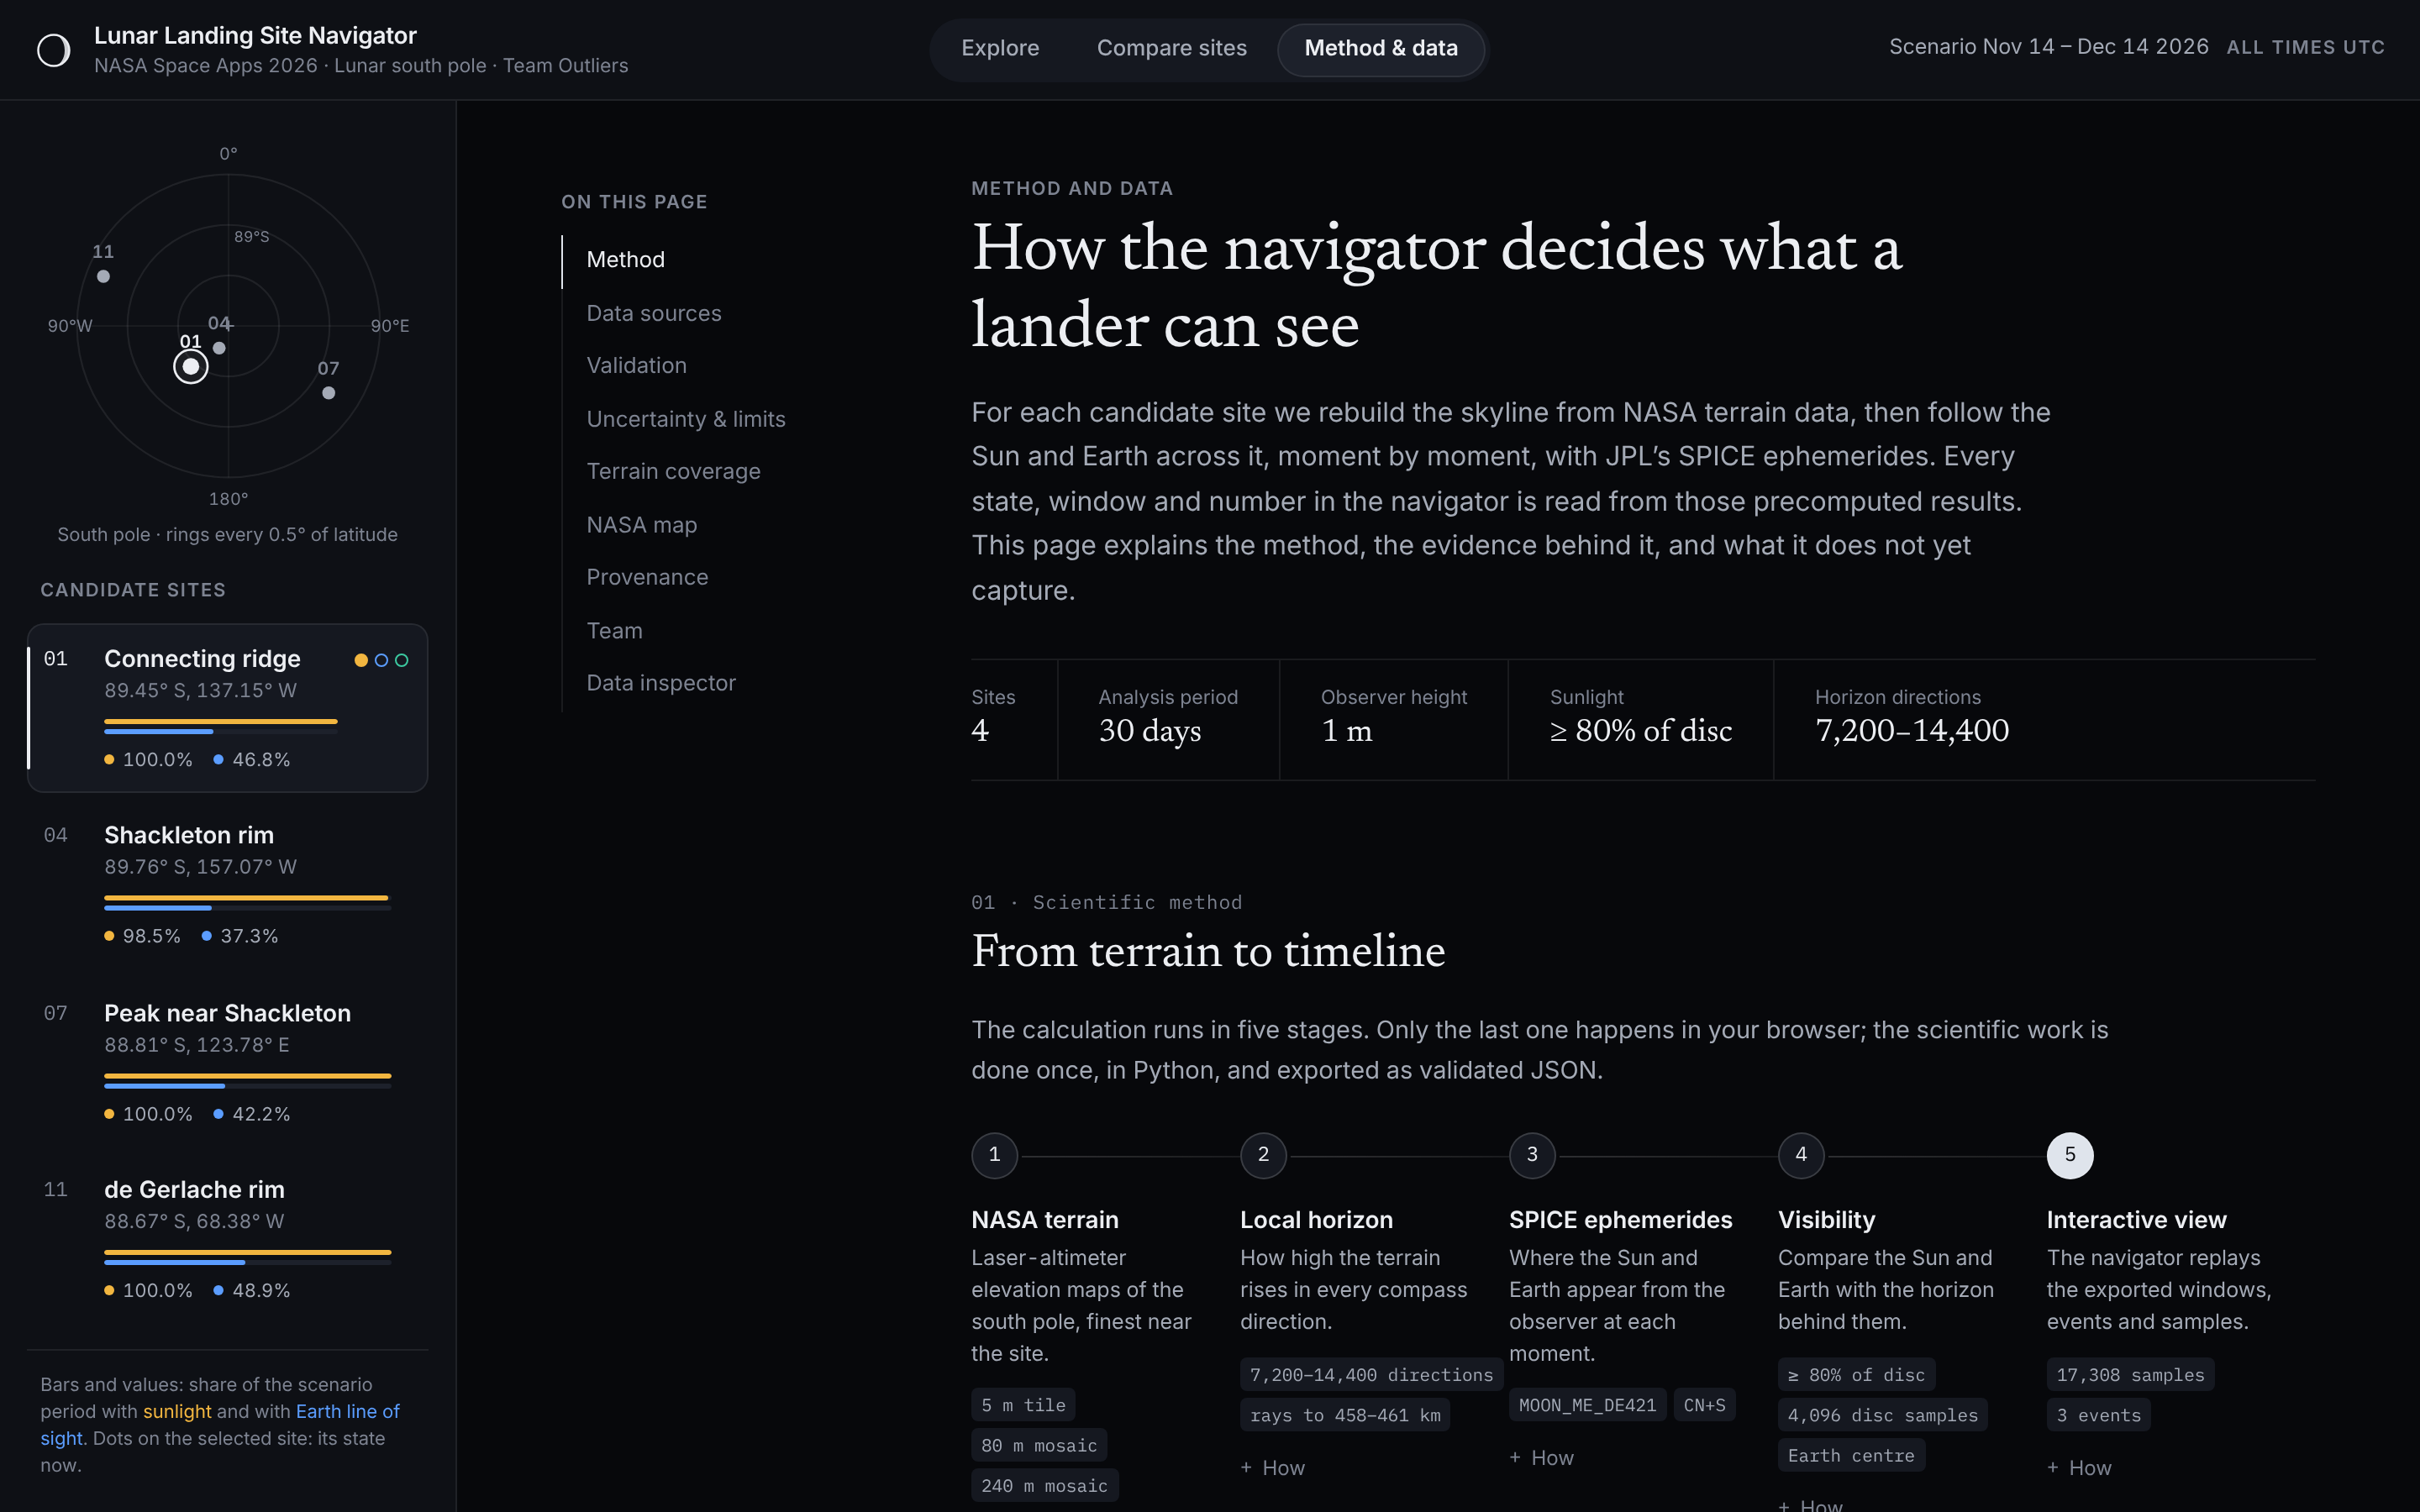 Lunar Landing Site Navigator
NASA Space Apps 2026 · Lunar south pole · Team Outliers
Explore
Compare sites
Method & data
Scenario Nov 14 – Dec 14 2026
ALL TIMES UTC
0°
89°S
11
90°W
04
90°E
01
07
180°
South pole · rings every 0.5° of latitude
CANDIDATE SITES
01
Connecting ridge
89.45° S, 137.15° W
100.0%
46.8%
04
Shackleton rim
89.76° S, 157.07° W
98.5%
37.3%
07
Peak near Shackleton
88.81° S, 123.78° E
100.0%
42.2%
11
de Gerlache rim
88.67° S, 68.38° W
100.0%
48.9%
Bars and values: share of the scenario
period with sunlight and with Earth line of
sight. Dots on the selected site: its state
now.
ON THIS PAGE
Method
Data sources
Validation
Uncertainty & limits
Terrain coverage
NASA map
Provenance
Team
Data inspector
METHOD AND DATA
How the navigator decides what a
lander can see
For each candidate site we rebuild the skyline from NASA terrain data, then follow the
Sun and Earth across it, moment by moment, with JPL’s SPICE ephemerides. Every
state, window and number in the navigator is read from those precomputed results.
This page explains the method, the evidence behind it, and what it does not yet
capture.
Sites
4
Analysis period
30 days
Observer height
1 m
Sunlight
≥ 80% of disc
Horizon directions
7,200–14,400
01 · Scientific method
From terrain to timeline
The calculation runs in five stages. Only the last one happens in your browser; the scientific work is
done once, in Python, and exported as validated JSON.
1
NASA terrain
Laser-altimeter
elevation maps of the
south pole, finest near
the site.
5 m tile
80 m mosaic
240 m mosaic
2
Local horizon
How high the terrain
rises in every compass
direction.
7,200–14,400 directions
rays to 458–461 km
+ How
3
SPICE ephemerides
Where the Sun and
Earth appear from the
observer at each
moment.
MOON_ME_DE421
CN+S
+ How
4
Visibility
Compare the Sun and
Earth with the horizon
behind them.
≥ 80% of disc
4,096 disc samples
Earth centre
+ How
5
Interactive view
The navigator replays
the exported windows,
events and samples.
17,308 samples
3 events
+ How